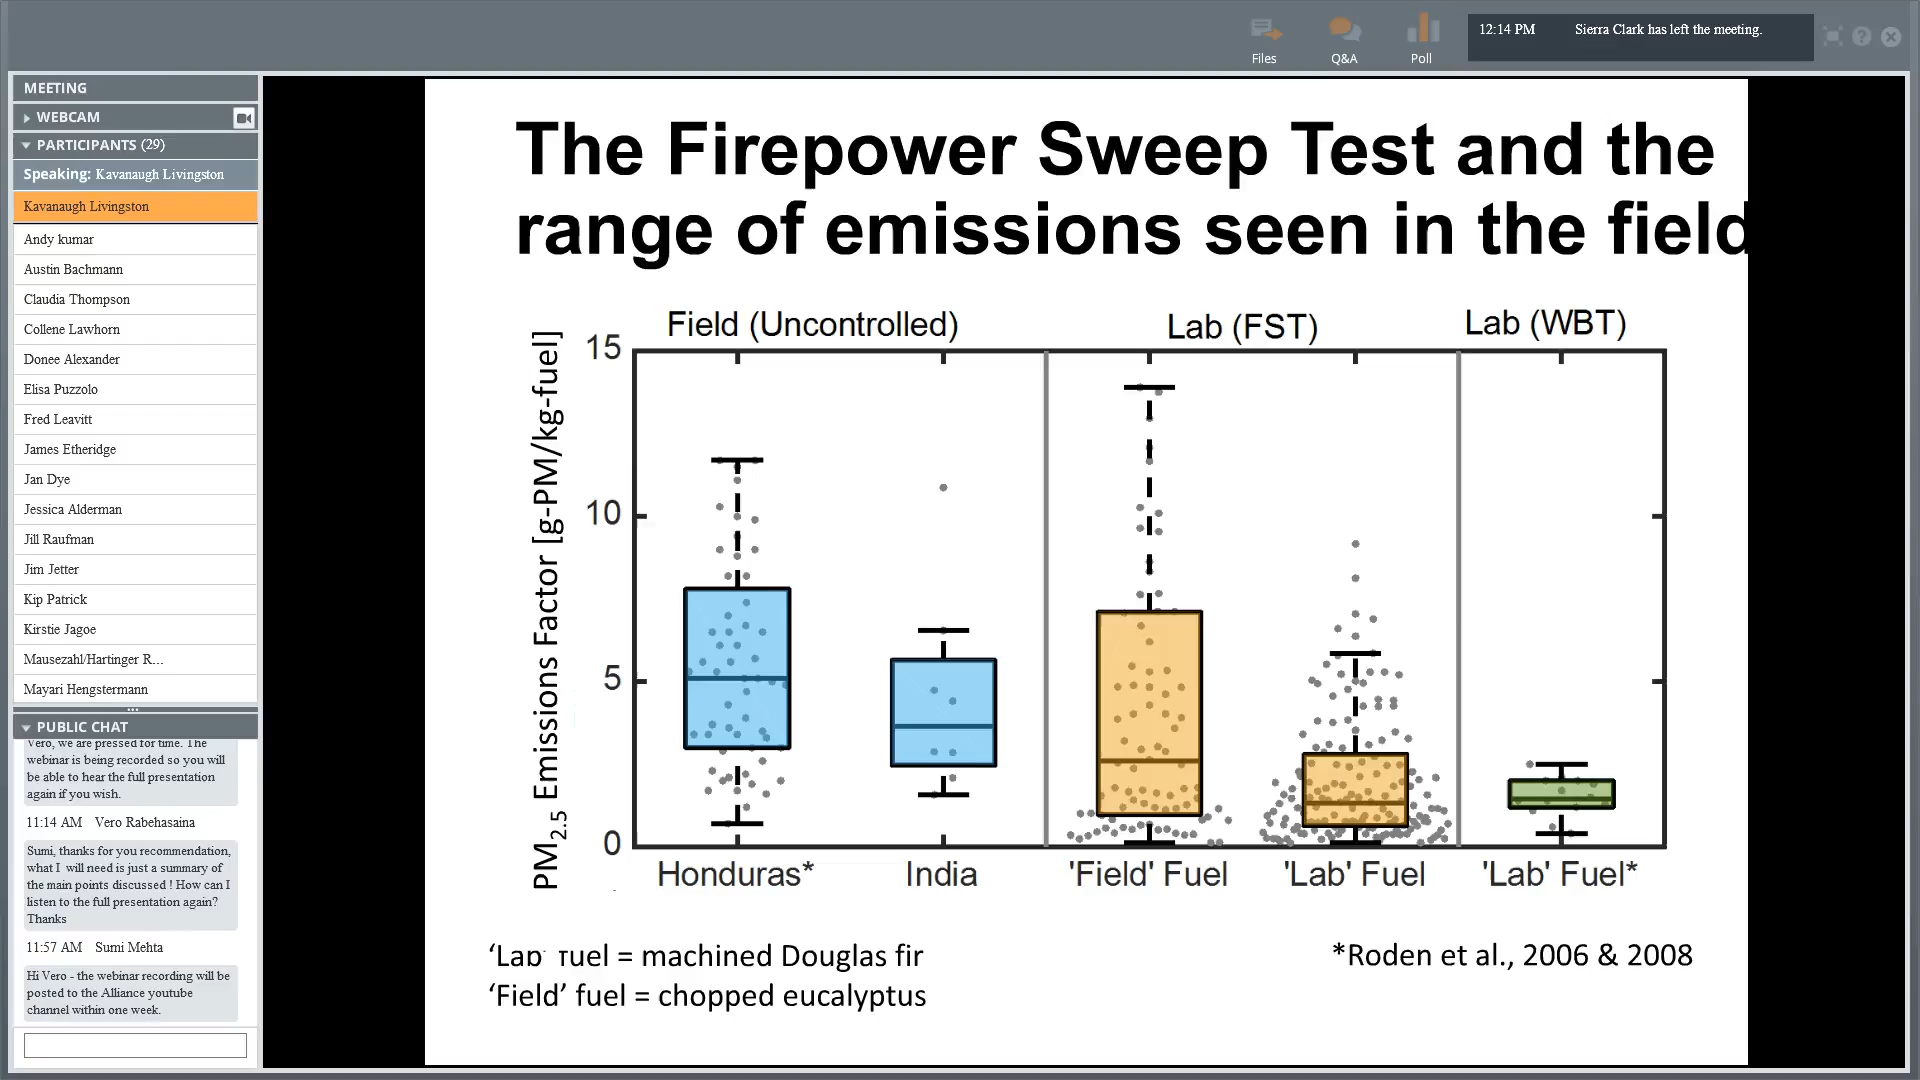 Files
Q&A
Poll
12:14 PM Sierra Clark has left the meeting.
MEETING
WEBCAM
PARTICIPANTS (29)
Speaking: Kavanaugh Livingston
Kavanaugh Livingston
Andy kumar
Austin Bachmann
Claudia Thompson
Collene Lawhorn
Donee Alexander
Elisa Puzzolo
Fred Leavitt
James Etheridge
Jan Dye
Jessica Alderman
Jill Raufman
Jim Jetter
Kip Patrick
Kirstie Jagoe
Mausezahl/Hartinger R...
Mayari Hengstermann
PUBLIC CHAT
Vero, we are pressed for time. The
webinar is being recorded so you will
be able to hear the full presentation
again if you wish.
11:14 AM Vero Rabehasaina
Sumi, thanks for you recommendation,
what I will need is just a summary of
the main points discussed ! How can I
listen to the full presentation again?
Thanks
11:57 AM Sumi Mehta
Hi Vero - the webinar recording will be
posted to the Alliance youtube
channel within one week.
The Firepower Sweep Test and the
range of emissions seen in the field
Field (Uncontrolled)
Lab (FST)
Lab (WBT)
PM2.5 Emissions Factor [g-PM/kg-fuel]
15
10
5
0
Honduras*
India
'Field' Fuel
'Lab' Fuel
'Lab' Fuel*
‘Lab fuel = machined Douglas fir
‘Field’ fuel = chopped eucalyptus
*Roden et al., 2006 & 2008